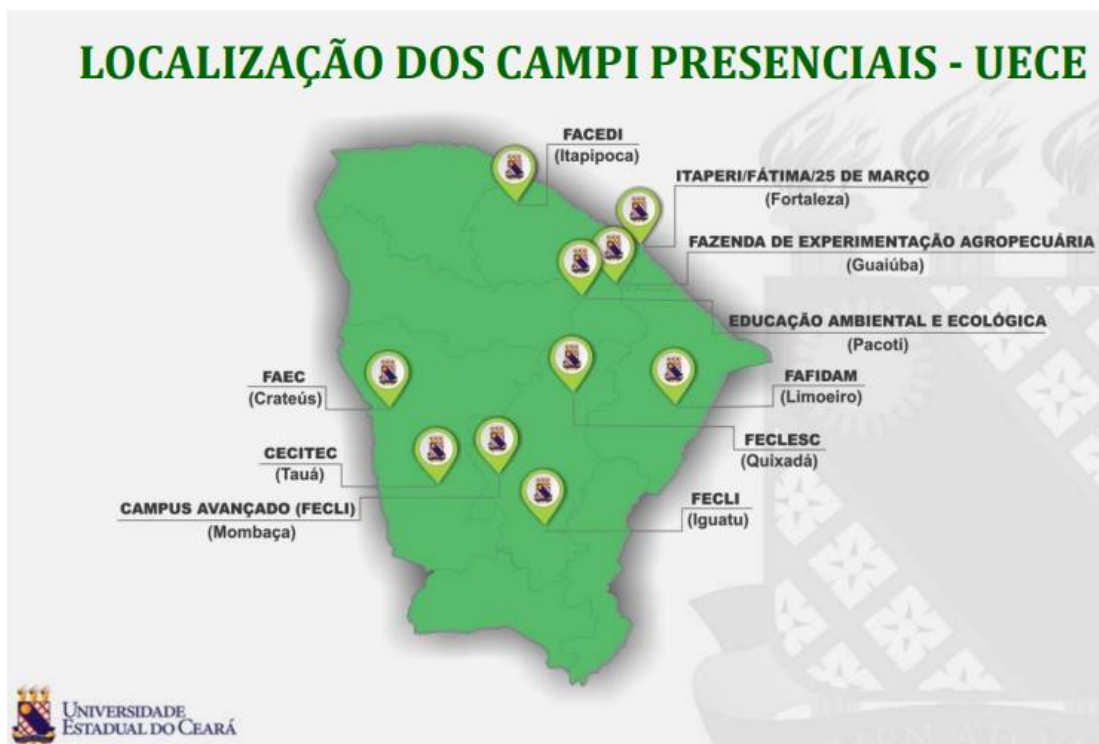 LOCALIZAÇÃO DOS CAMPI PRESENCIAIS - UECE
FACEDI
(Itapipoca)
ITAPERI/FÁTIMA/25 DE MARÇO
(Fortaleza)
FAZENDA DE EXPERIMENTAÇÃO AGROPECUÁRIA
(Guaiúba)
EDUCAÇÃO AMBIENTAL E ECOLÓGICA
(Pacoti)
FAEC
(Crateús)
FAFIDAM
(Limoeiro)
CECITEC
(Tauá)
FECLESC
(Quixadá)
CAMPUS AVANÇADO (FECLI)
(Mombaça)
FECLI
(Iguatu)
UNIVERSIDADE
ESTADUAL DO CEARÁ